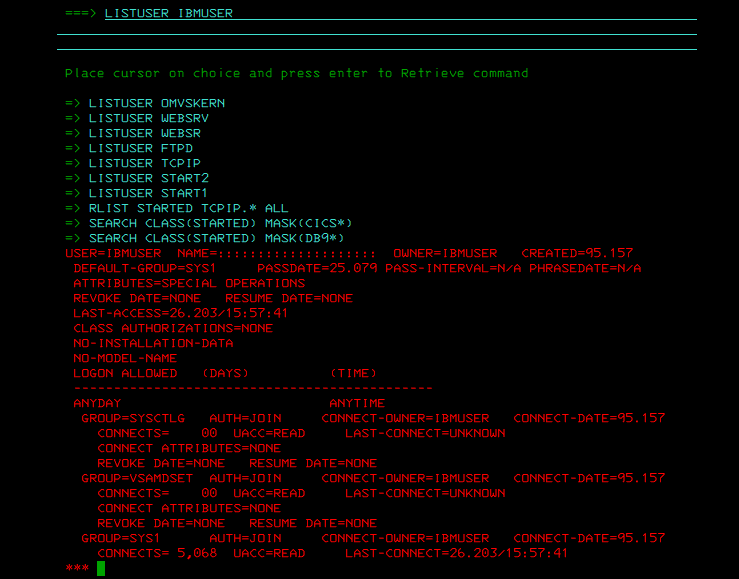 ===> LISTUSER IBMUSER
Place cursor on choice and press enter to Retrieve command
=> LISTUSER OMVSKERN
=> LISTUSER WEBSRV
=> LISTUSER WEBSR
=> LISTUSER FTPD
=> LISTUSER TCPIP
=> LISTUSER START2
=> LISTUSER START1
=> RLIST STARTED TCPIP.* ALL
=> SEARCH CLASS(STARTED) MASK(CICS*)
=> SEARCH CLASS(STARTED) MASK(DB9*)
USER=IBMUSER  NAME=::::::::::::::::::::  OWNER=IBMUSER   CREATED=95.157
 DEFAULT-GROUP=SYS1     PASSDATE=25.079 PASS-INTERVAL=N/A PHRASEDATE=N/A
 ATTRIBUTES=SPECIAL OPERATIONS
 REVOKE DATE=NONE   RESUME DATE=NONE
 LAST-ACCESS=26.203/15:57:41
 CLASS AUTHORIZATIONS=NONE
 NO-INSTALLATION-DATA
 NO-MODEL-NAME
 LOGON ALLOWED   (DAYS)          (TIME)
 ---------------------------------------------
 ANYDAY                          ANYTIME
  GROUP=SYSCTLG   AUTH=JOIN     CONNECT-OWNER=IBMUSER   CONNECT-DATE=95.157
    CONNECTS=    00  UACC=READ     LAST-CONNECT=UNKNOWN
    CONNECT ATTRIBUTES=NONE
    REVOKE DATE=NONE   RESUME DATE=NONE
  GROUP=VSAMDSET  AUTH=JOIN     CONNECT-OWNER=IBMUSER   CONNECT-DATE=95.157
    CONNECTS=    00  UACC=READ     LAST-CONNECT=UNKNOWN
    CONNECT ATTRIBUTES=NONE
    REVOKE DATE=NONE   RESUME DATE=NONE
  GROUP=SYS1      AUTH=JOIN     CONNECT-OWNER=IBMUSER   CONNECT-DATE=95.157
    CONNECTS= 5,068  UACC=READ     LAST-CONNECT=26.203/15:57:41
***